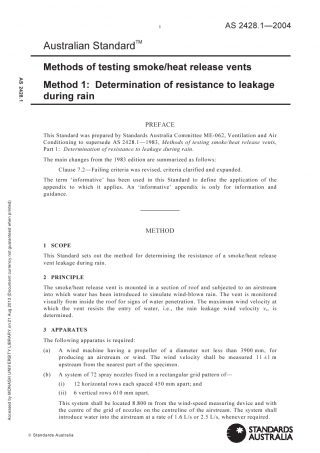 1
AS 2428.1—2004
Australian Standard™
Methods of testing smoke/heat release vents
Method 1: Determination of resistance to leakage
during rain
PREFACE
This Standard was prepared by Standards Australia Committee ME-062, Ventilation and Air
Conditioning to supersede AS 2428.1—1983, Methods of testing smoke/heat release vents,
Part 1: Determination of resistance to leakage during rain.
The main changes from the 1983 edition are summarized as follows:
Clause 7.2—Failing criteria was revised, criteria clarified and expanded.
The term ‘informative’ has been used in this Standard to define the application of the
appendix to which it applies. An ‘informative’ appendix is only for information and
guidance.
METHOD
1 SCOPE
This Standard sets out the method for determining the resistance of a smoke/heat release
vent leakage during rain.
2 PRINCIPLE
The smoke/heat release vent is mounted in a section of roof and subjected to an airstream
into which water has been introduced to simulate wind-blown rain. The vent is monitored
visually from inside the roof for signs of water penetration. The maximum wind velocity at
which the vent resists the entry of water, i.e., the rain leakage wind velocity vr, is
determined.
3 APPARATUS
The following apparatus is required:
(a) A wind machine having a propeller of a diameter not less than 3900 mm, for
producing an airstream or wind. The wind velocity shall be measured 11 ±1 m
upstream from the nearest part of the specimen.
(b) A system of 72 spray nozzles fixed in a rectangular grid pattern of—
(i) 12 horizontal rows each spaced 450 mm apart; and
(ii) 6 vertical rows 610 mm apart.
This system shall be located 8.800 m from the wind-speed measuring device and with
the centre of the grid of nozzles on the centreline of the airstream. The system shall
introduce water into the airstream at a rate of 1.6 L/s or 2.5 L/s, whenever required.
© Standards Australia
STANDARDS
AUSTRALIA
AS 2428.1
Accessed by MONASH UNIVERSITY LIBRARY on 21 Aug 2013 (Document currency not guaranteed when printed)